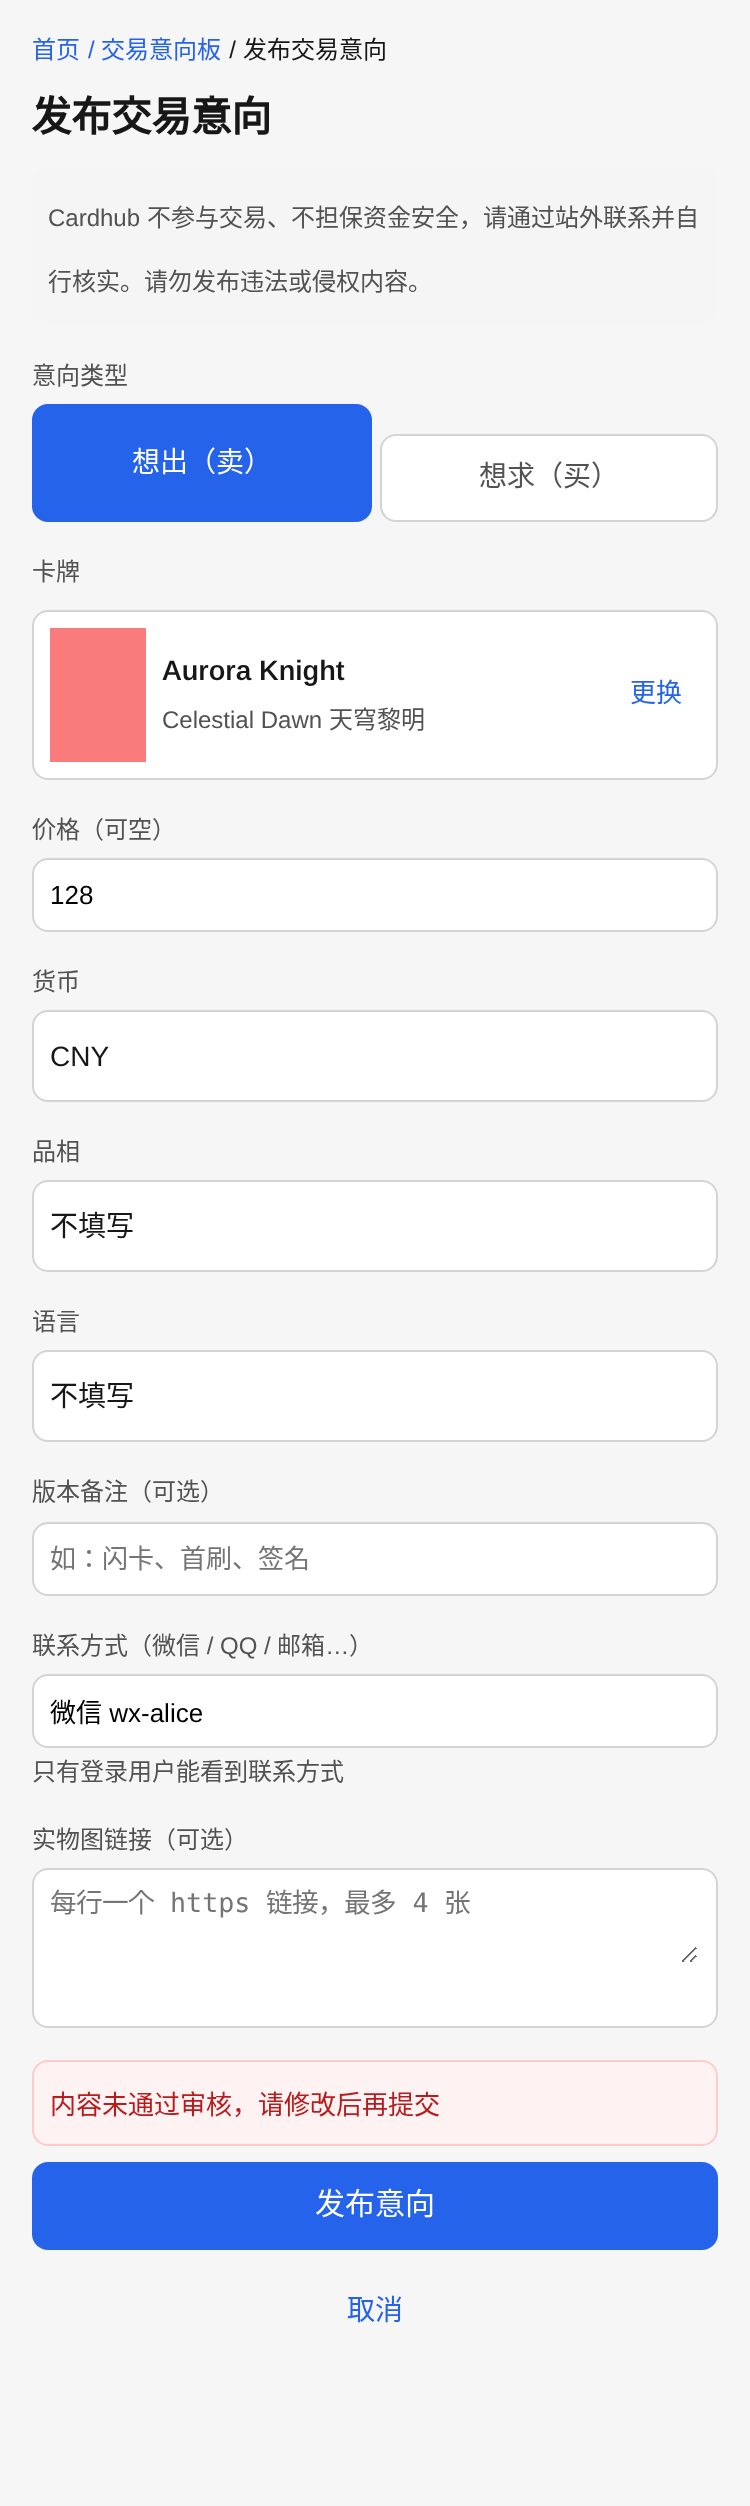 首页 / 交易意向板 / 发布交易意向
发布交易意向
Cardhub 不参与交易、不担保资金安全，请通过站外联系并自
行核实。请勿发布违法或侵权内容。
意向类型
想出（卖）
想求（买）
卡牌
Aurora Knight
Celestial Dawn 天穹黎明
更换
价格（可空）
128
货币
CNY
品相
不填写
语言
不填写
版本备注（可选）
如：闪卡、首刷、签名
联系方式（微信 / QQ / 邮箱…）
微信 wx-alice
只有登录用户能看到联系方式
实物图链接（可选）
每行一个 https 链接，最多 4 张
内容未通过审核，请修改后再提交
发布意向
取消